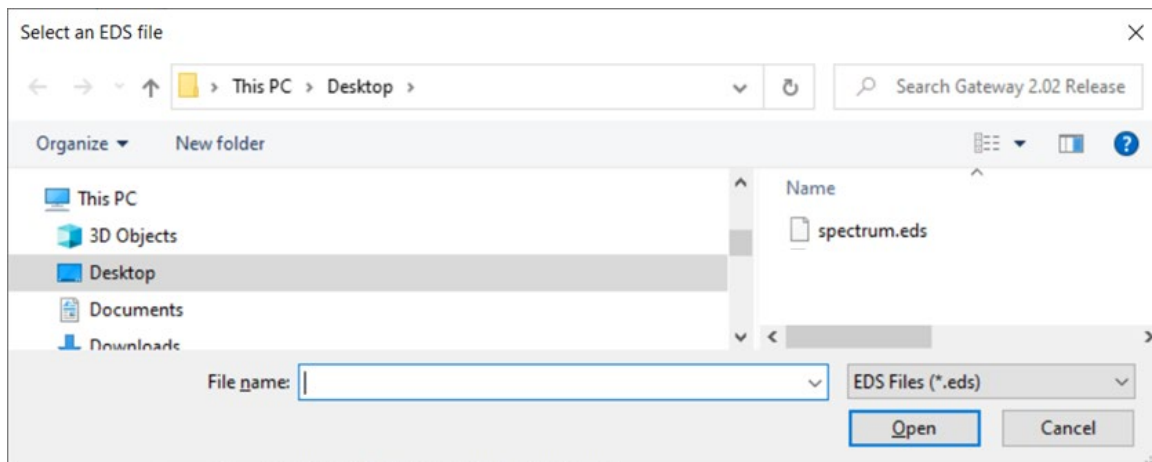 Select an EDS file
This PC > Desktop >
Search Gateway 2.02 Release
Organize
New folder
This PC
3D Objects
Desktop
Documents
Downloads
Name
spectrum.eds
File name:
EDS Files (*.eds)
Open
Cancel